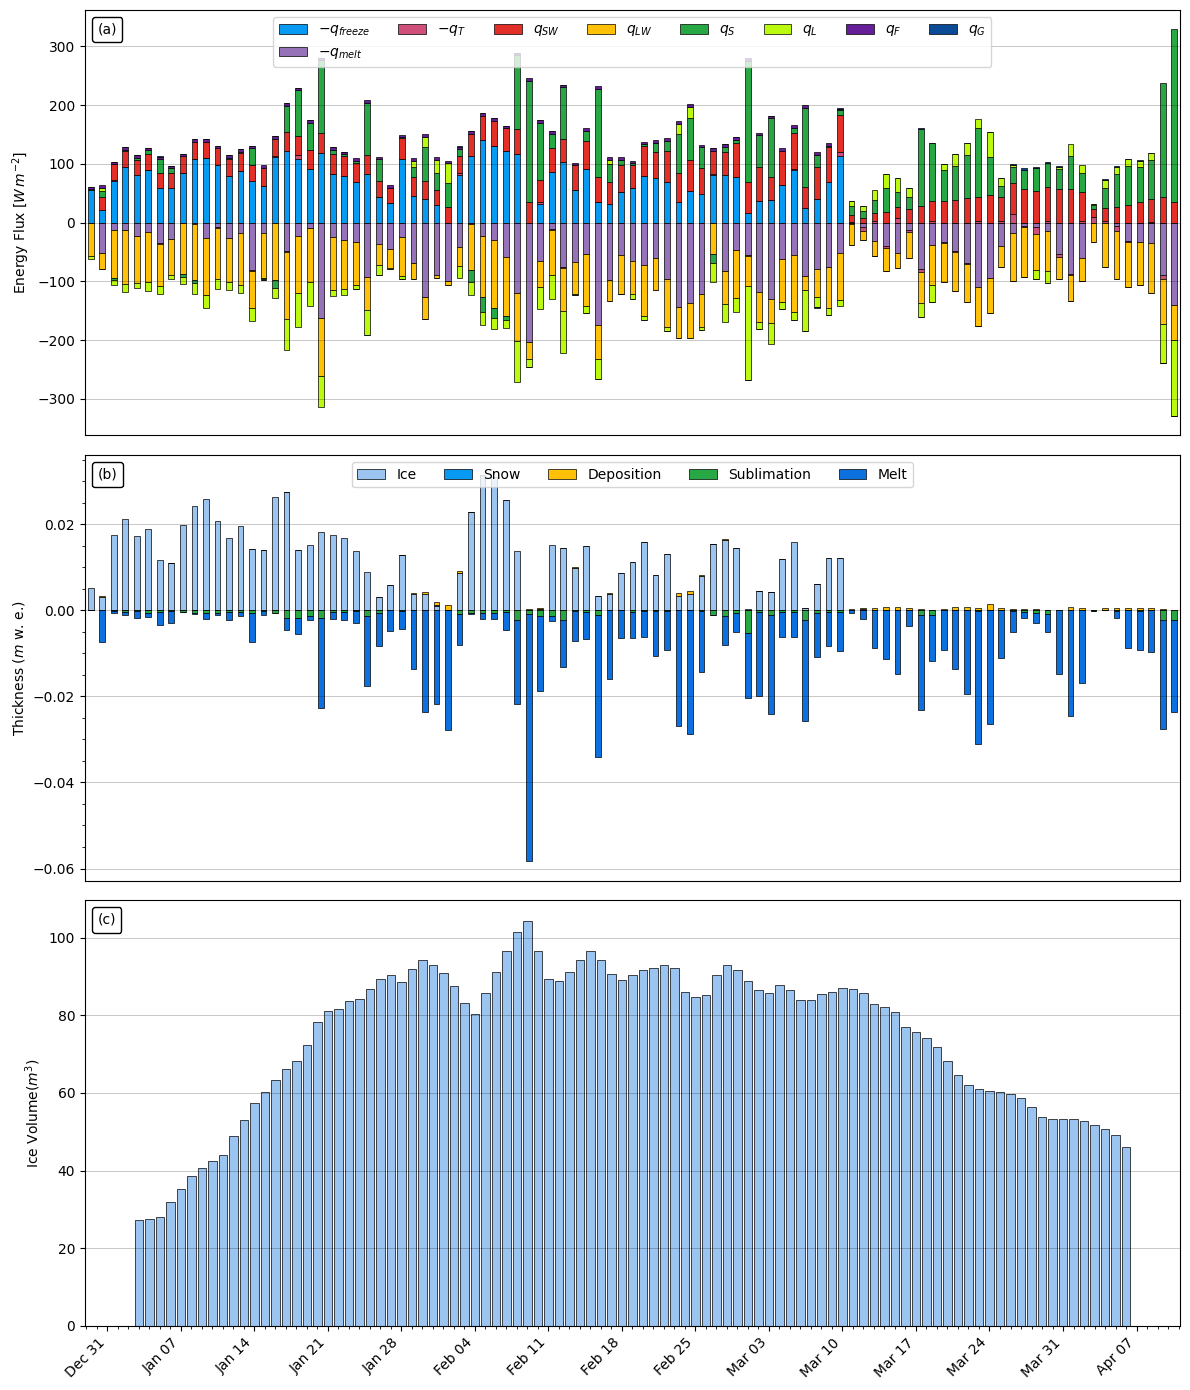 (a)
−q_freeze −q_T q_SW q_LW q_S q_L q_F q_G
−q_melt
300
200
100
0
−100
−200
−300
Energy Flux [W m⁻²]
(b)
Ice Snow Deposition Sublimation Melt
0.02
0.00
−0.02
−0.04
−0.06
Thickness (m w. e.)
(c)
100
80
60
40
20
0
Ice Volume(m³)
Dec 31 Jan 07 Jan 14 Jan 21 Jan 28 Feb 04 Feb 11 Feb 18 Feb 25 Mar 03 Mar 10 Mar 17 Mar 24 Mar 31 Apr 07